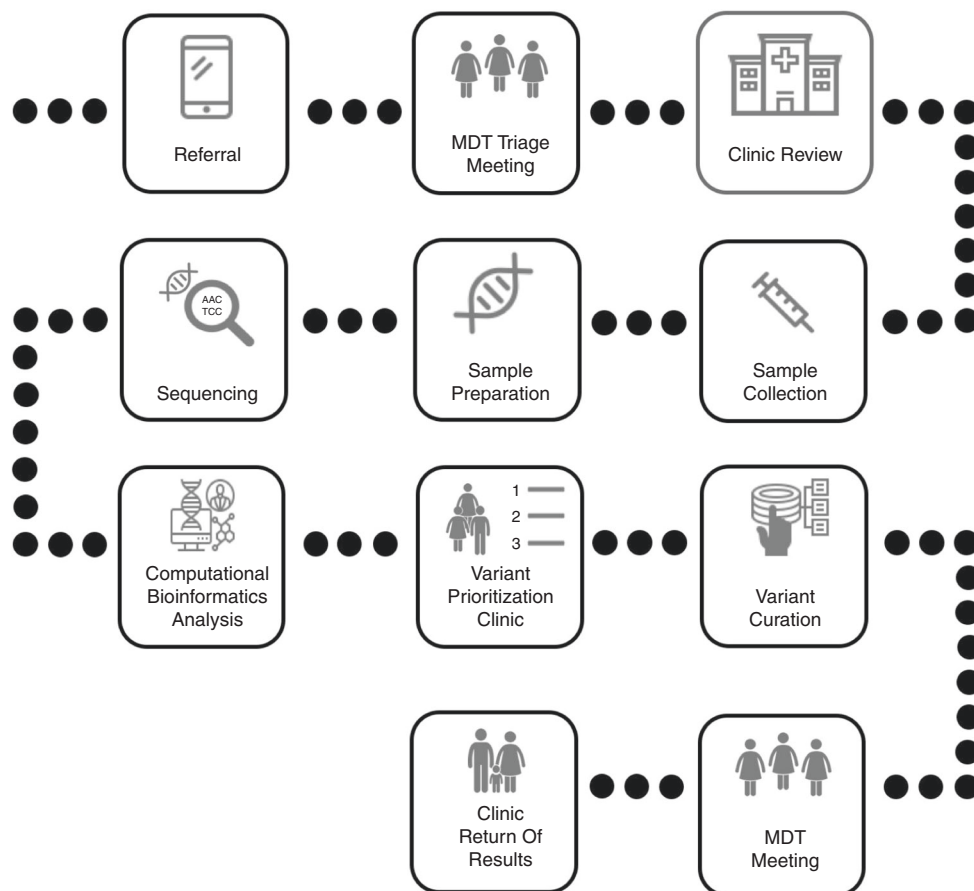 Referral
MDT Triage
Meeting
Clinic Review
AAC
TCC
Sequencing
Sample
Preparation
Sample
Collection
Computational
Bioinformatics
Analysis
1
2
3
Variant
Prioritization
Clinic
Variant
Curation
Clinic
Return Of
Results
MDT
Meeting